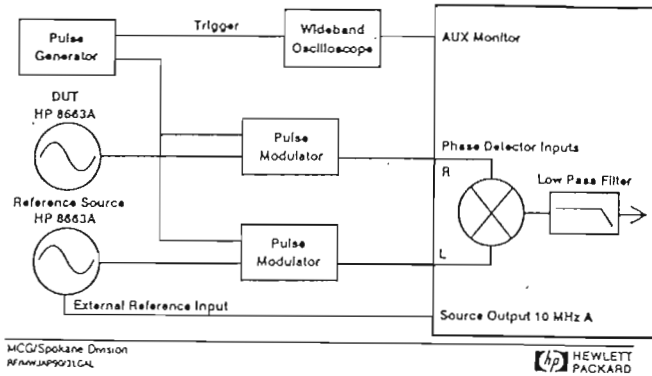 Pulse
Generator
Trigger
Wideband
Oscilloscope
AUX Monitor
DUT
HP 8663A
Pulse
Modulator
Phase Detector Inputs
R
Low Pass Filter
Reference Source
HP 8663A
Pulse
Modulator
L
External Reference Input
Source Output 10 MHz A
MCG/Spokane Division
hp HEWLETT
PACKARD